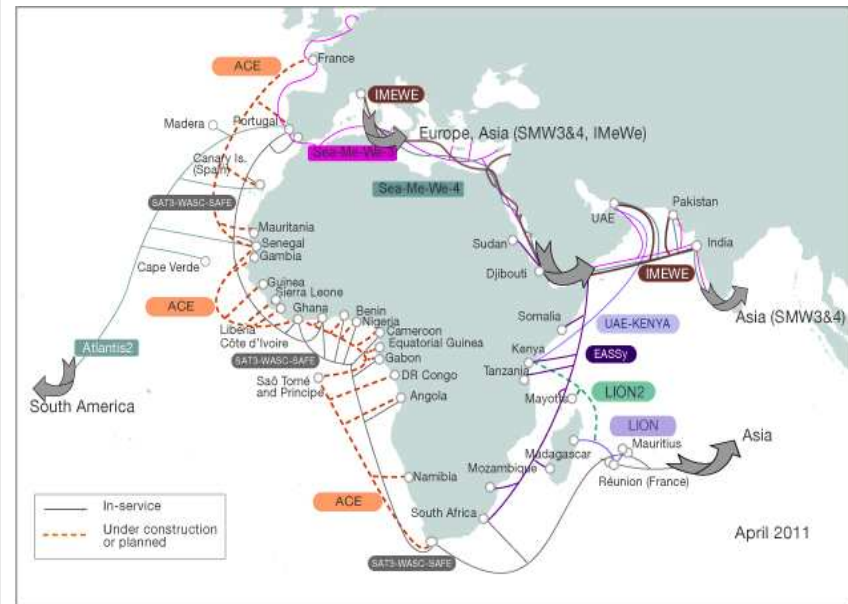 ACE
France
IMEWE
Madera
Portugal
Europe, Asia (SMW3&4, IMeWe)
Sea-Me-We-3
Canary Is.
(Spain)
Sea-Me-We-4
SAT3-WASC-SAFE
Pakistan
UAE
Mauritania
Senegal
Gambia
Sudan
India
Cape Verde
Djibouti
IMEWE
Guinea
Sierra Leone
ACE
Ghana
Benin
Nigeria
Somalia
Asia (SMW3&4)
UAE-KENYA
Liberia
Côte d'Ivoire
Cameroon
Equatorial Guinea
Gabon
Atlantis2
SAT3-WASC-SAFE
Kenya
EASSy
Tanzania
Saô Tomé
and Principe
DR Congo
Angola
Mayotte
LION2
South America
LION
Asia
Mauritius
Madagascar
Réunion (France)
Mozambique
Namibia
ACE
South Africa
In-service
Under construction
or planned
April 2011
SAT3-WASC-SAFE